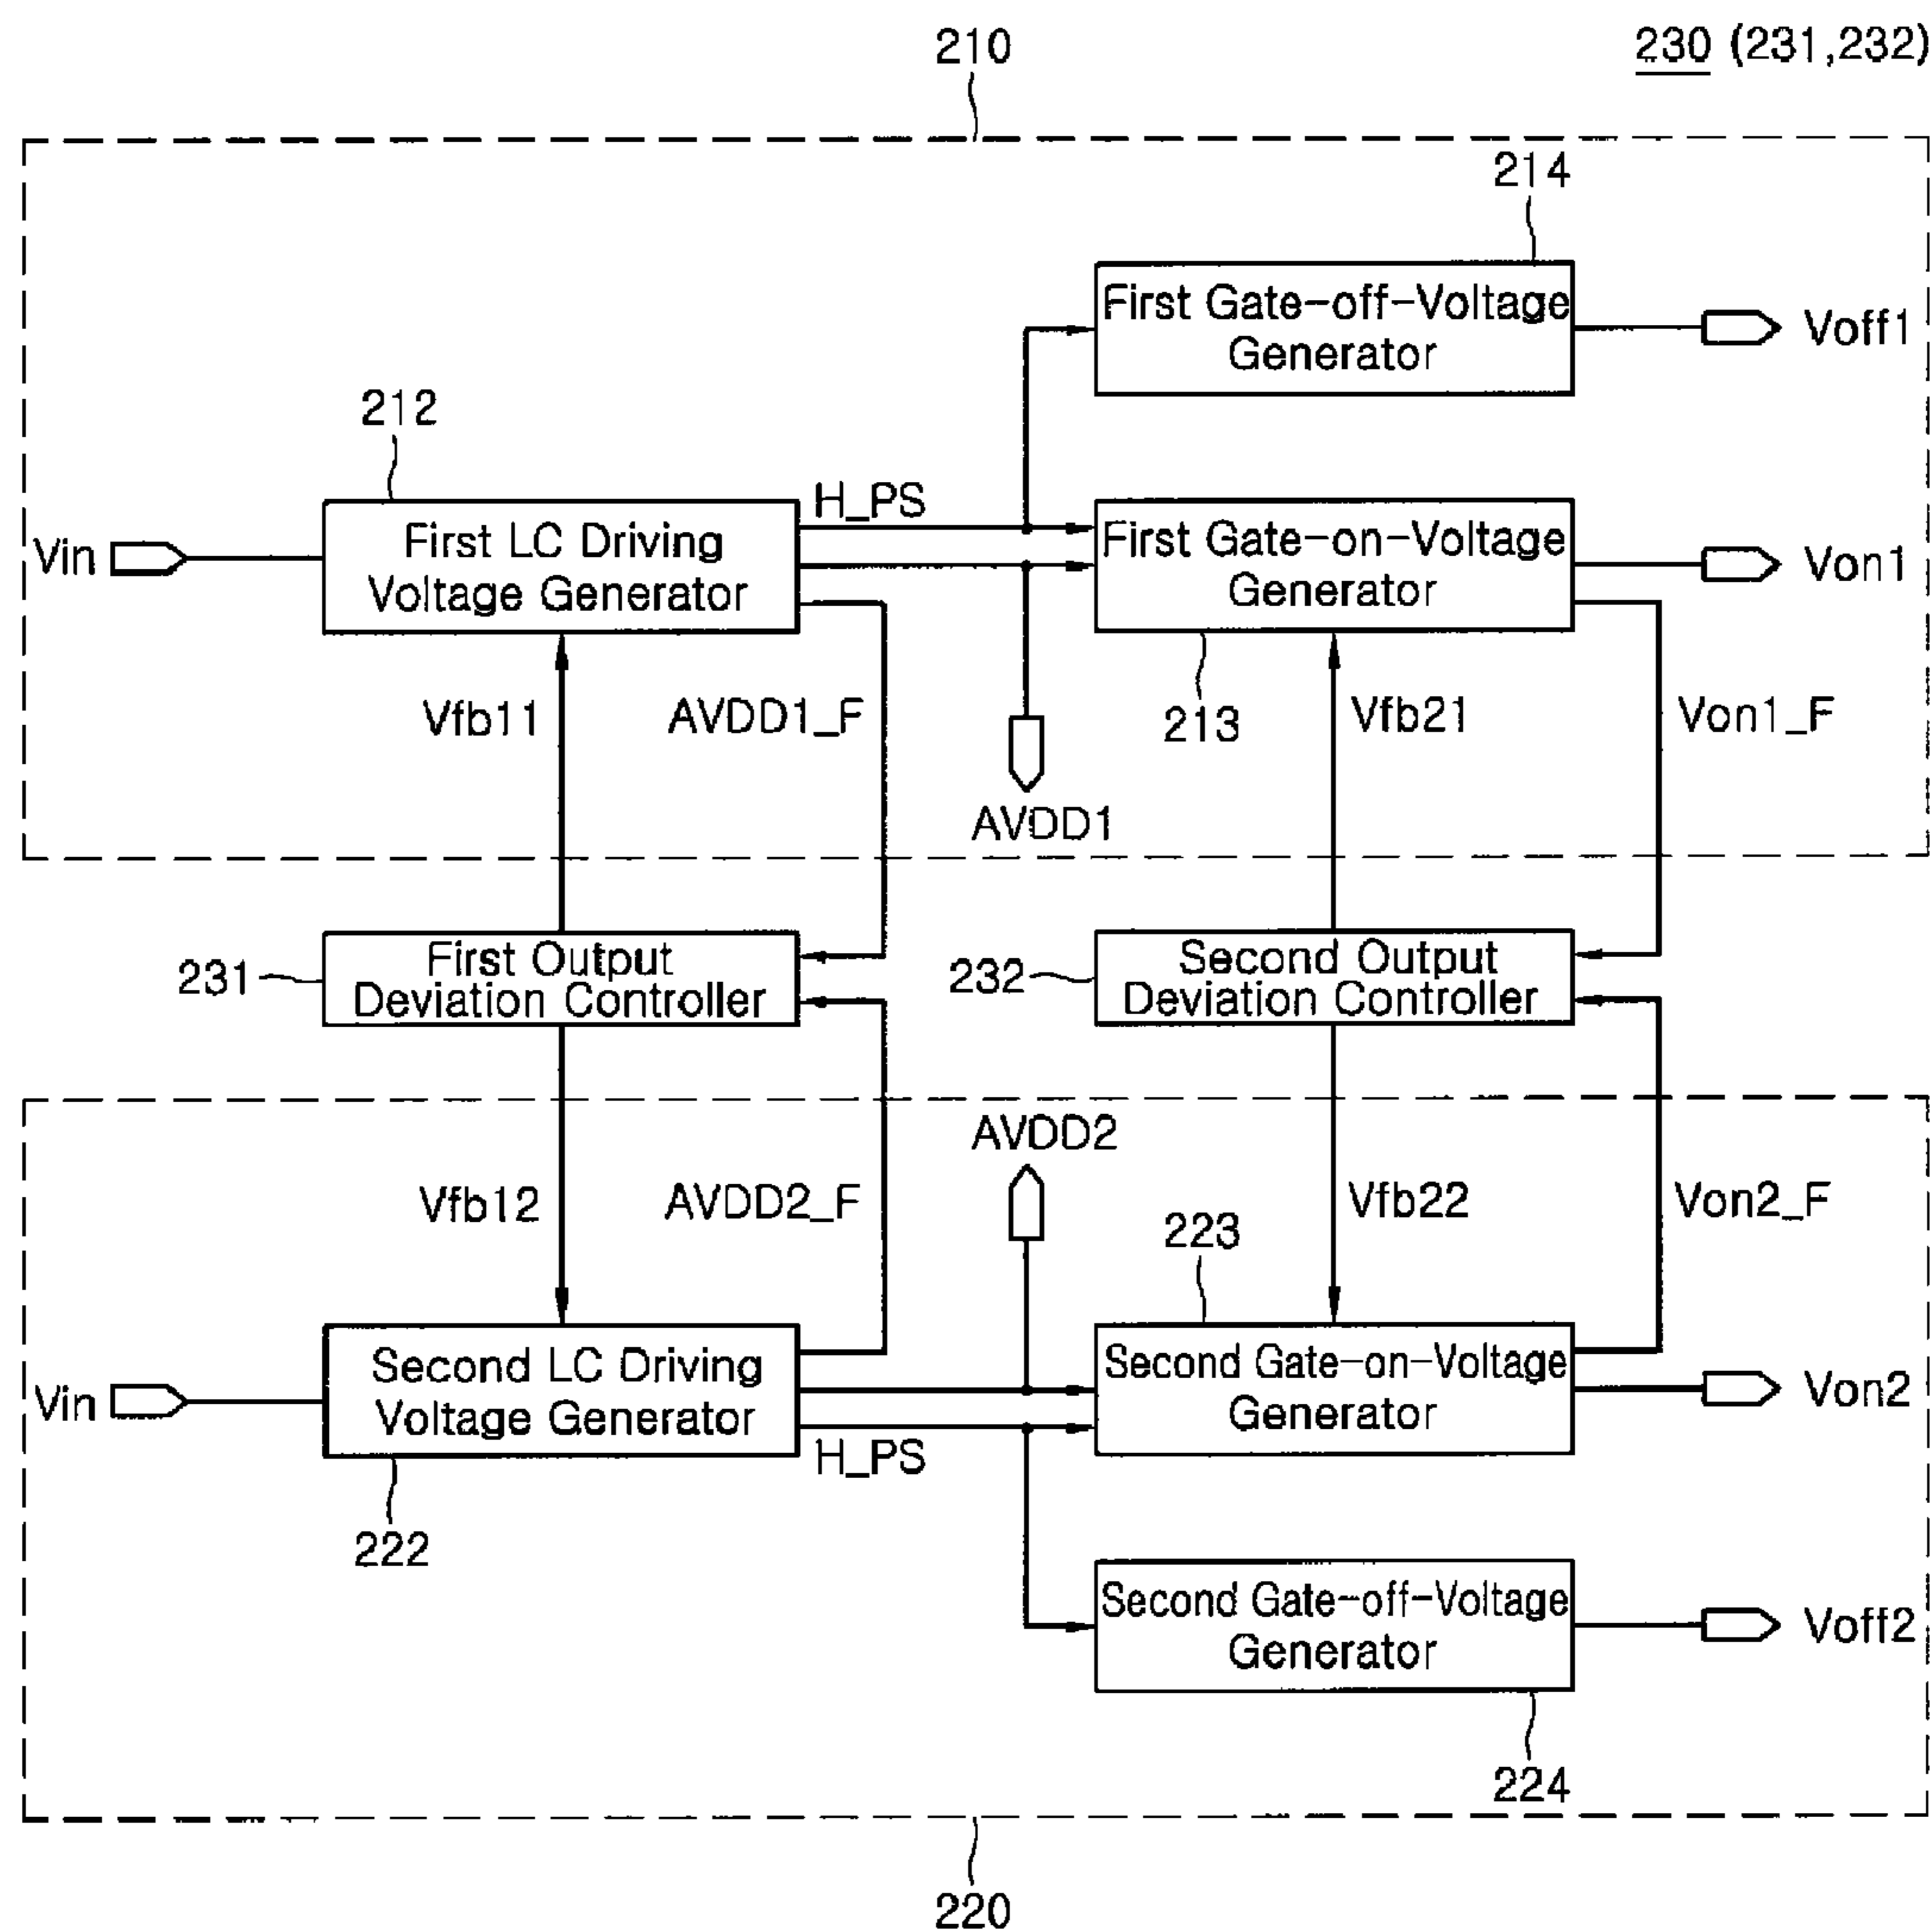 210
230 (231,232)
214
First Gate-off-Voltage
Generator
Voff1
212
H_PS
Vin
First LC Driving
Voltage Generator
First Gate-on-Voltage
Generator
Von1
Vfb11
AVDD1_F
213
Vfb21
Von1_F
AVDD1
231
First Output
Deviation Controller
232
Second Output
Deviation Controller
AVDD2
Vfb12
AVDD2_F
Vfb22
Von2_F
223
Vin
Second LC Driving
Voltage Generator
Second Gate-on-Voltage
Generator
Von2
H_PS
222
Second Gate-off-Voltage
Generator
Voff2
224
220